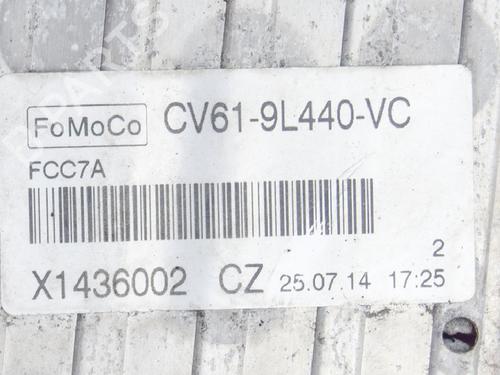 FoMoCo CV61-9L440-VC
FCC7A
2
X1436002 CZ 25.07.14 17:25